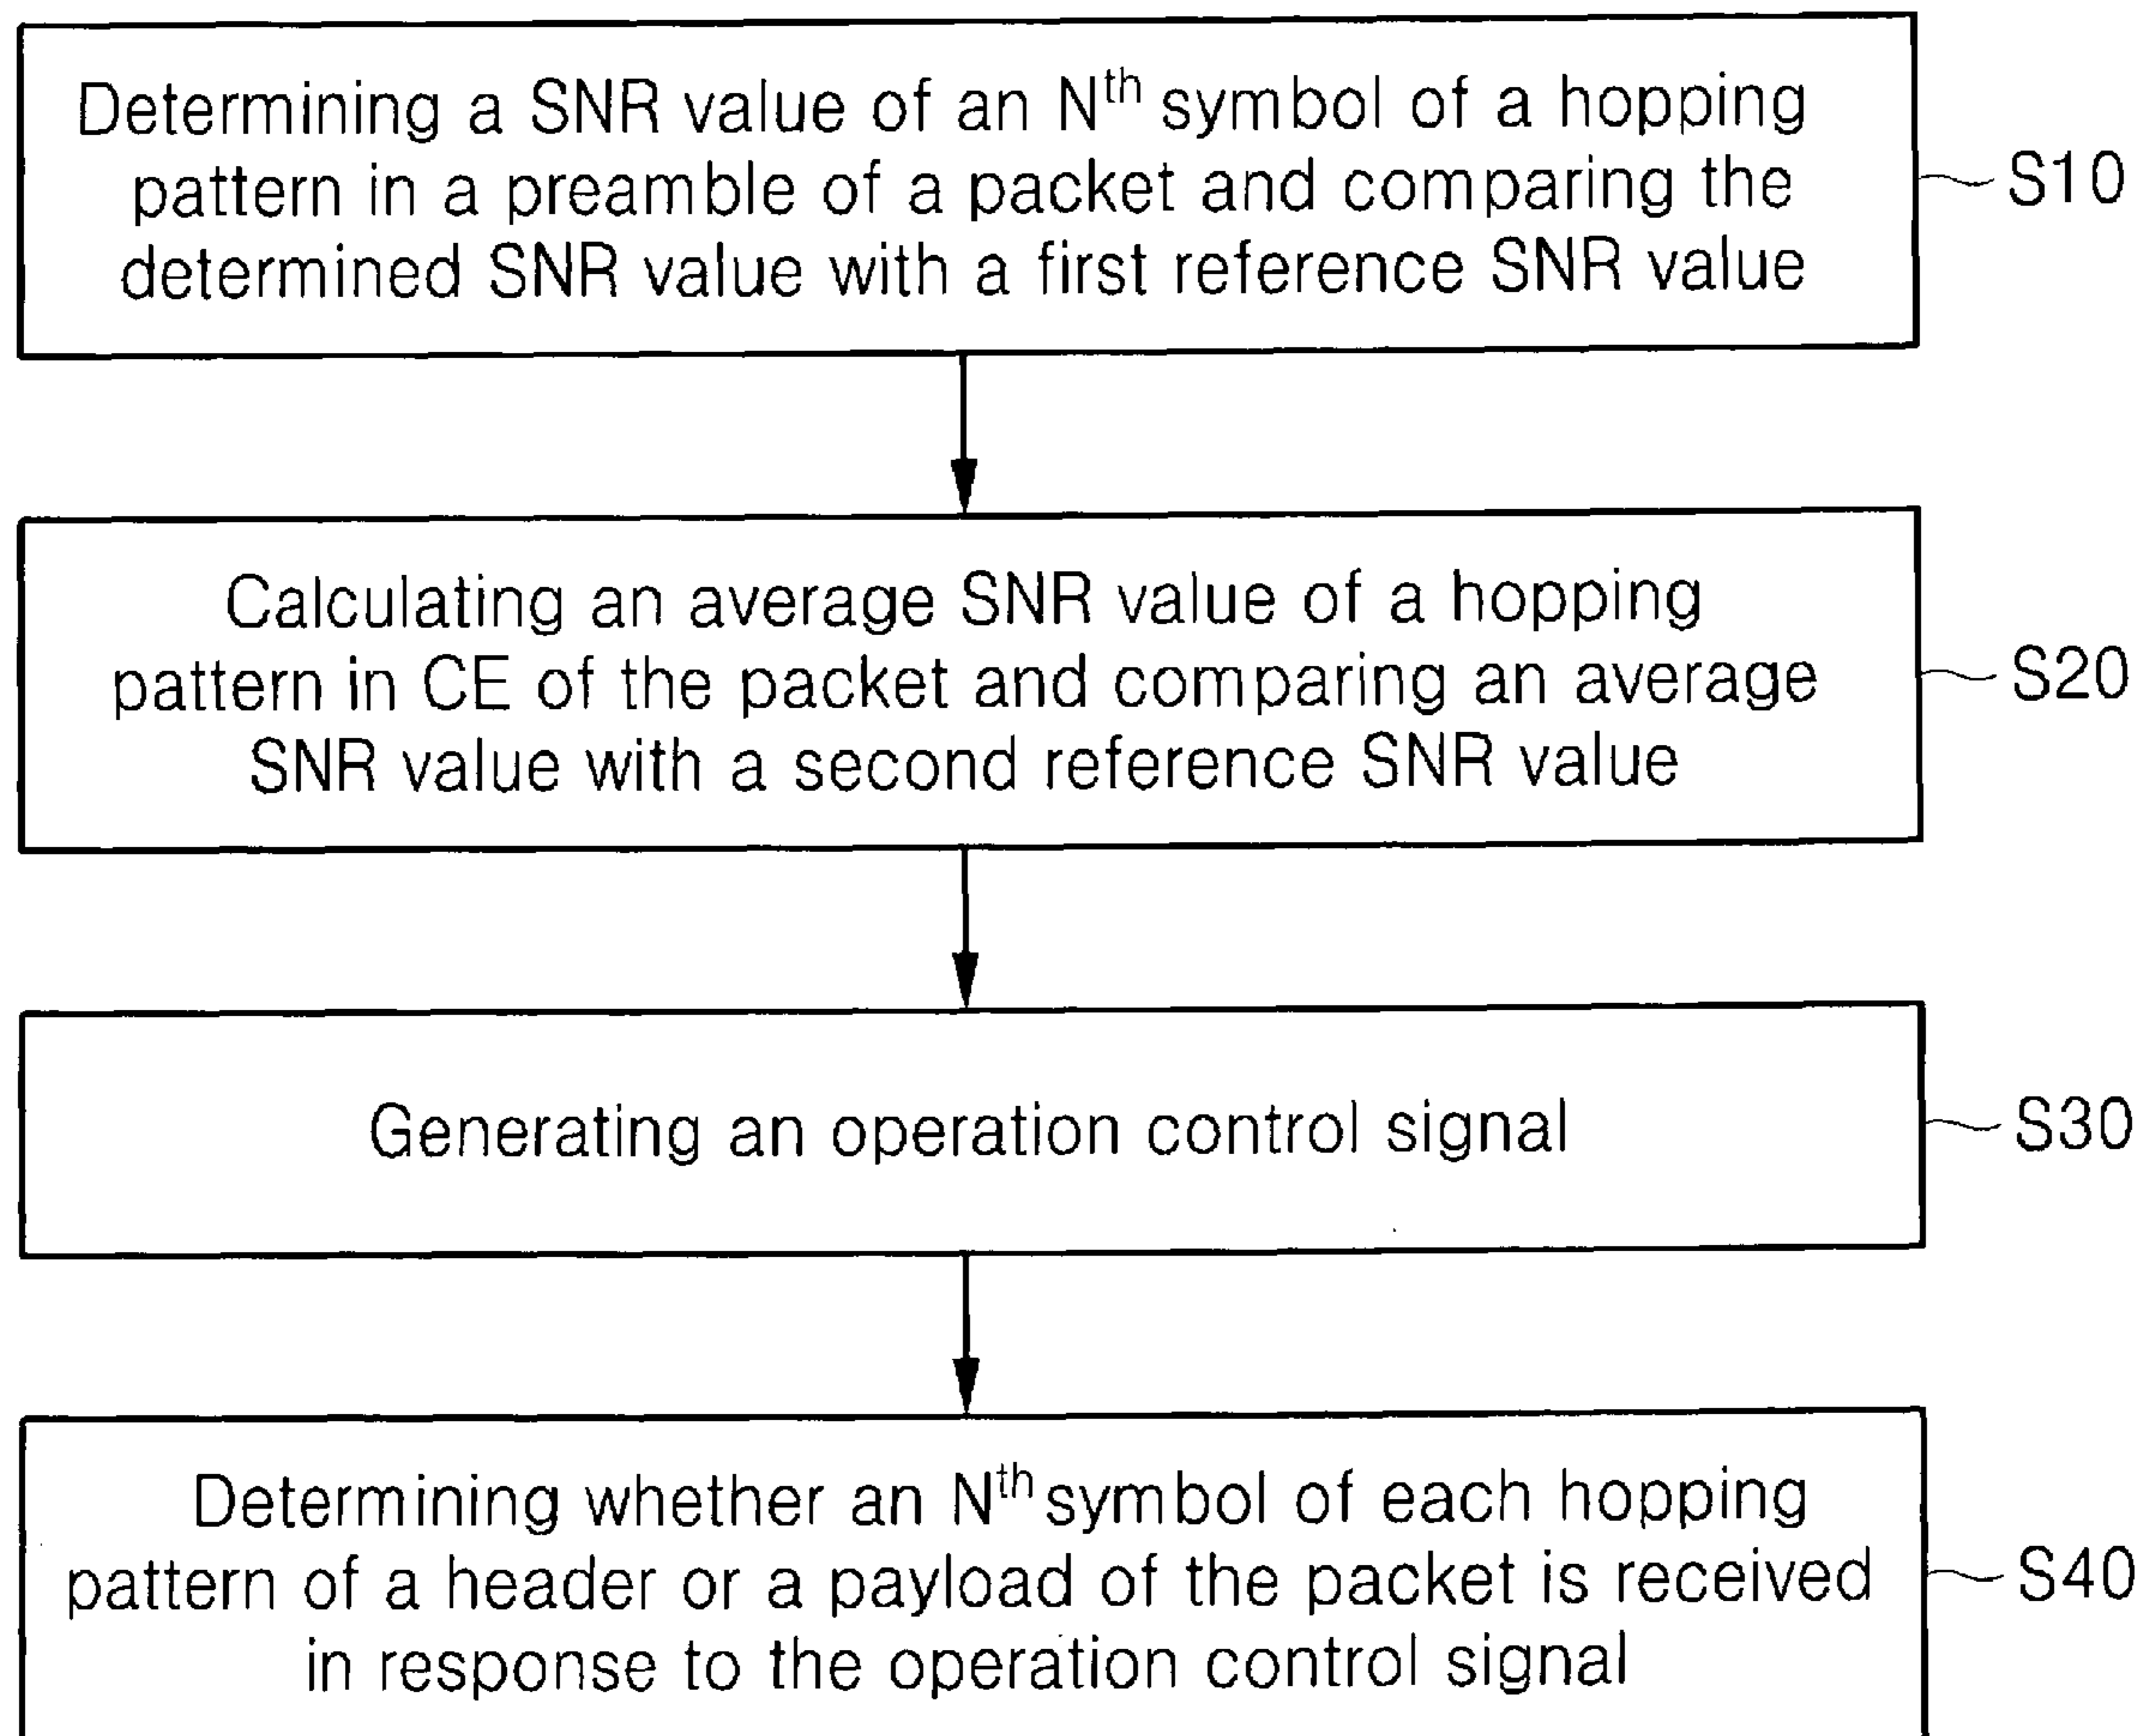 Determining a SNR value of an Nth symbol of a hopping
pattern in a preamble of a packet and comparing the
determined SNR value with a first reference SNR value
S10
Calculating an average SNR value of a hopping
pattern in CE of the packet and comparing an average
SNR value with a second reference SNR value
S20
Generating an operation control signal
S30
Determining whether an Nth symbol of each hopping
pattern of a header or a payload of the packet is received
in response to the operation control signal
S40